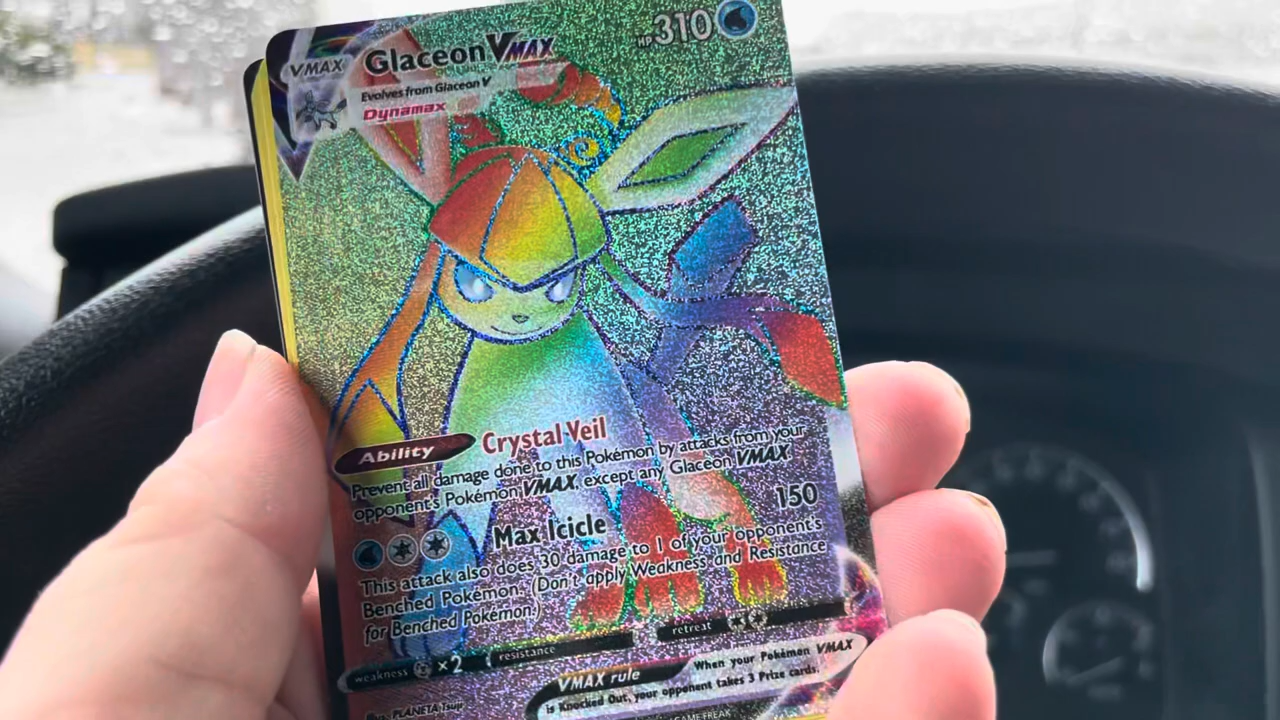 VMAX
Glaceon VMAX
HP 310
Evolves from Glaceon V
Dynamax
Ability Crystal Veil
Prevent all damage done to this Pokémon by attacks from your
opponent's Pokémon VMAX, except any Glaceon VMAX.
Max Icicle 150
This attack also does 30 damage to 1 of your opponent's
Benched Pokémon. (Don't apply Weakness and Resistance
for Benched Pokémon.)
weakness ×2 resistance retreat
VMAX rule When your Pokémon VMAX
is Knocked Out, your opponent takes 3 Prize cards.
Illus. PLANETA Tsuji
GAME FREAK